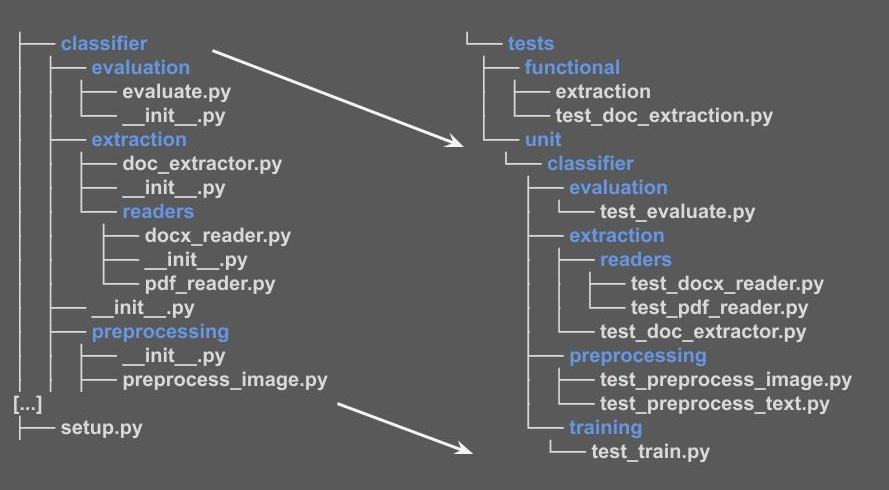 classifier
evaluation
evaluate.py
__init__.py
extraction
doc_extractor.py
__init__.py
readers
docx_reader.py
__init__.py
pdf_reader.py
__init__.py
preprocessing
__init__.py
preprocess_image.py
[...]
setup.py
tests
functional
extraction
test_doc_extraction.py
unit
classifier
evaluation
test_evaluate.py
extraction
readers
test_docx_reader.py
test_pdf_reader.py
test_doc_extractor.py
preprocessing
test_preprocess_image.py
test_preprocess_text.py
training
test_train.py